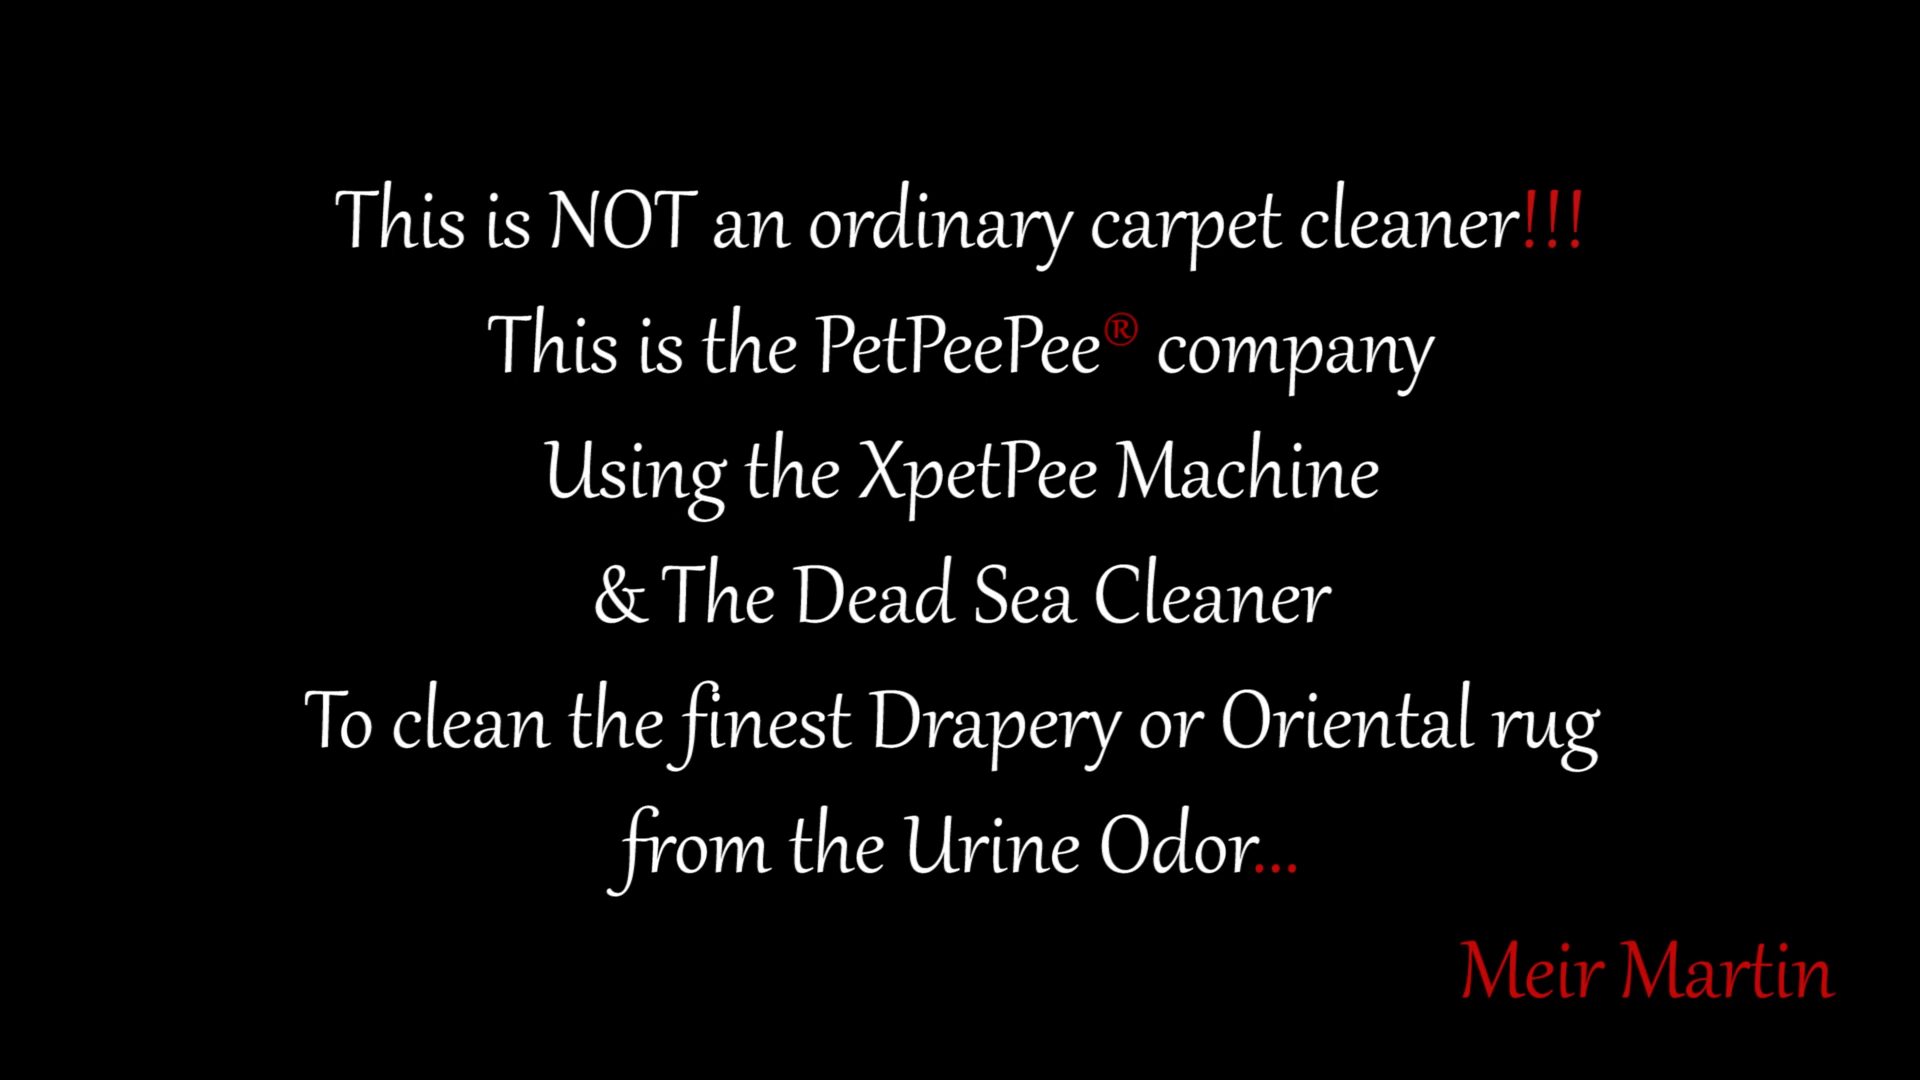 This is NOT an ordinary carpet cleaner!!!
This is the PetPeePee® company
Using the XpetPee Machine
& The Dead Sea Cleaner
To clean the finest Drapery or Oriental rug
from the Urine Odor...
Meir Martin